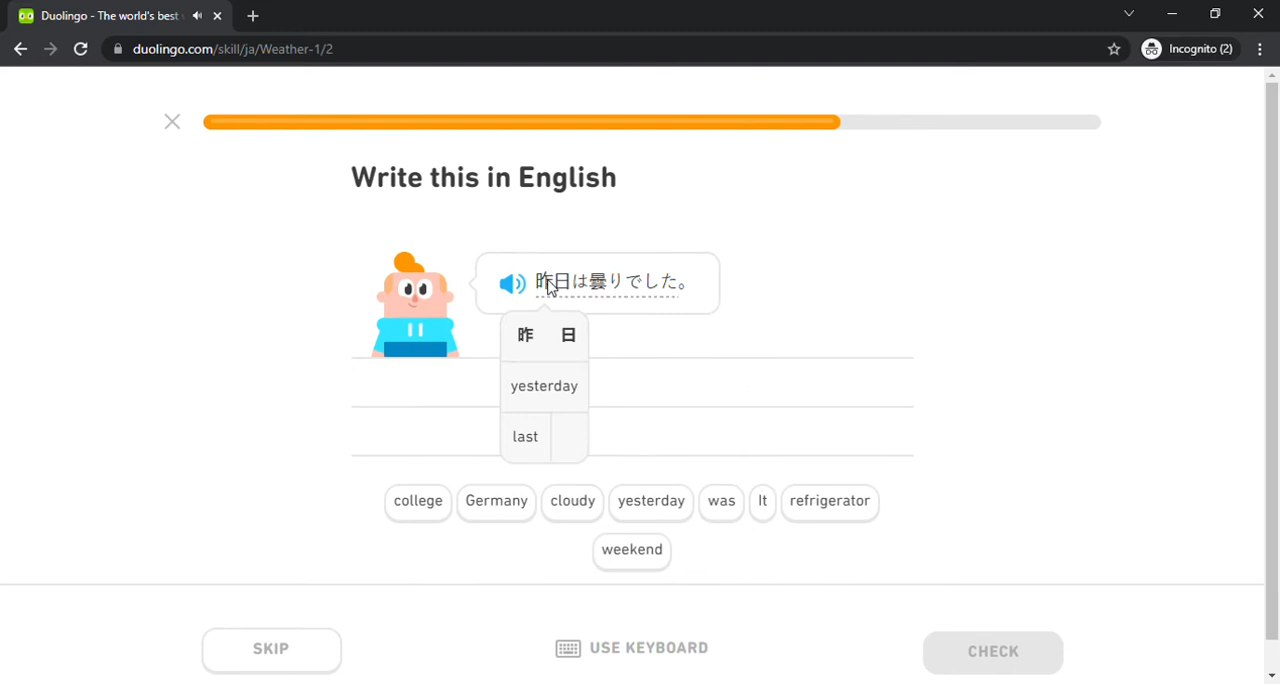 Duolingo - The world's best
duolingo.com/skill/ja/Weather-1/2
Incognito (2)
Write this in English
昨日は曇りでした。
昨 日
yesterday
last
college Germany cloudy yesterday was It refrigerator
weekend
SKIP USE KEYBOARD CHECK